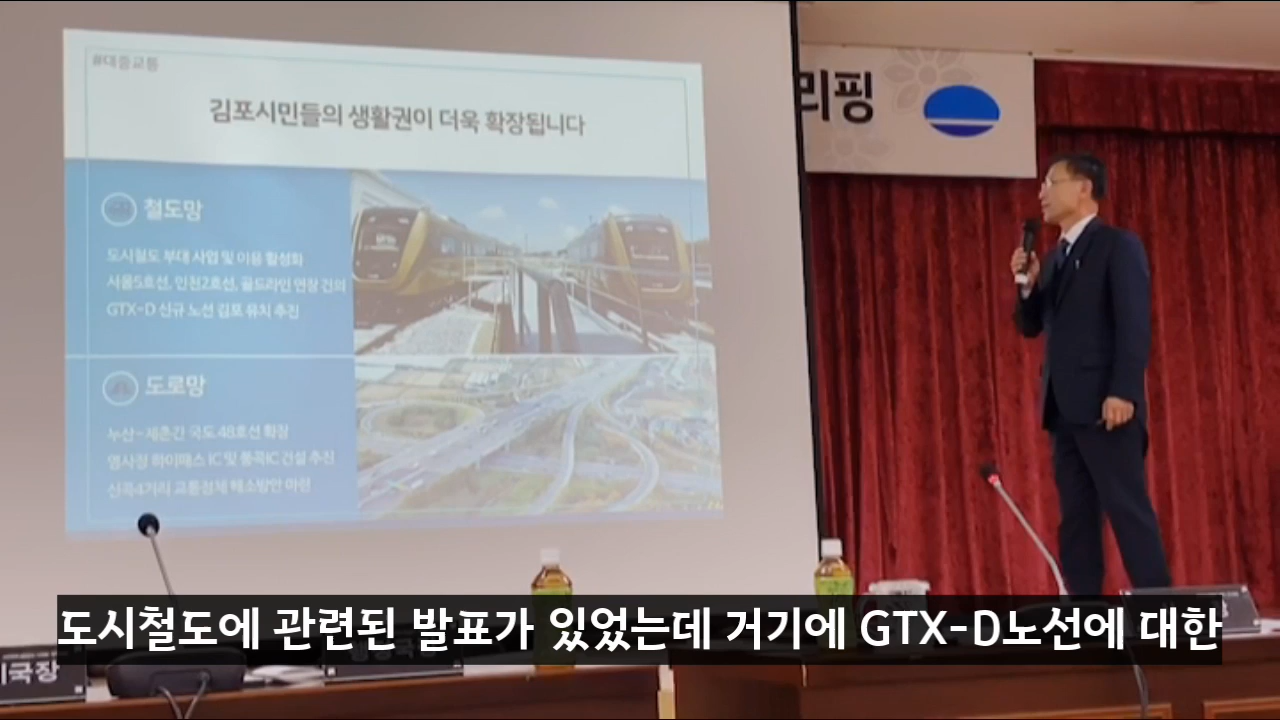 #대중교통
김포시민들의 생활권이 더욱 확장됩니다
철도망
도시철도 부대 사업 및 이용 활성화
서울5호선, 인천2호선, 골드라인 연장 건의
GTX-D 신규 노선 김포 유치 추진
도로망
누산~제촌간 국도 48호선 확장
영사정 하이패스 IC 및 풍곡IC 건설 추진
신곡4거리 교통정체 해소방안 마련
리핑
국장
도시철도에 관련된 발표가 있었는데 거기에 GTX-D노선에 대한